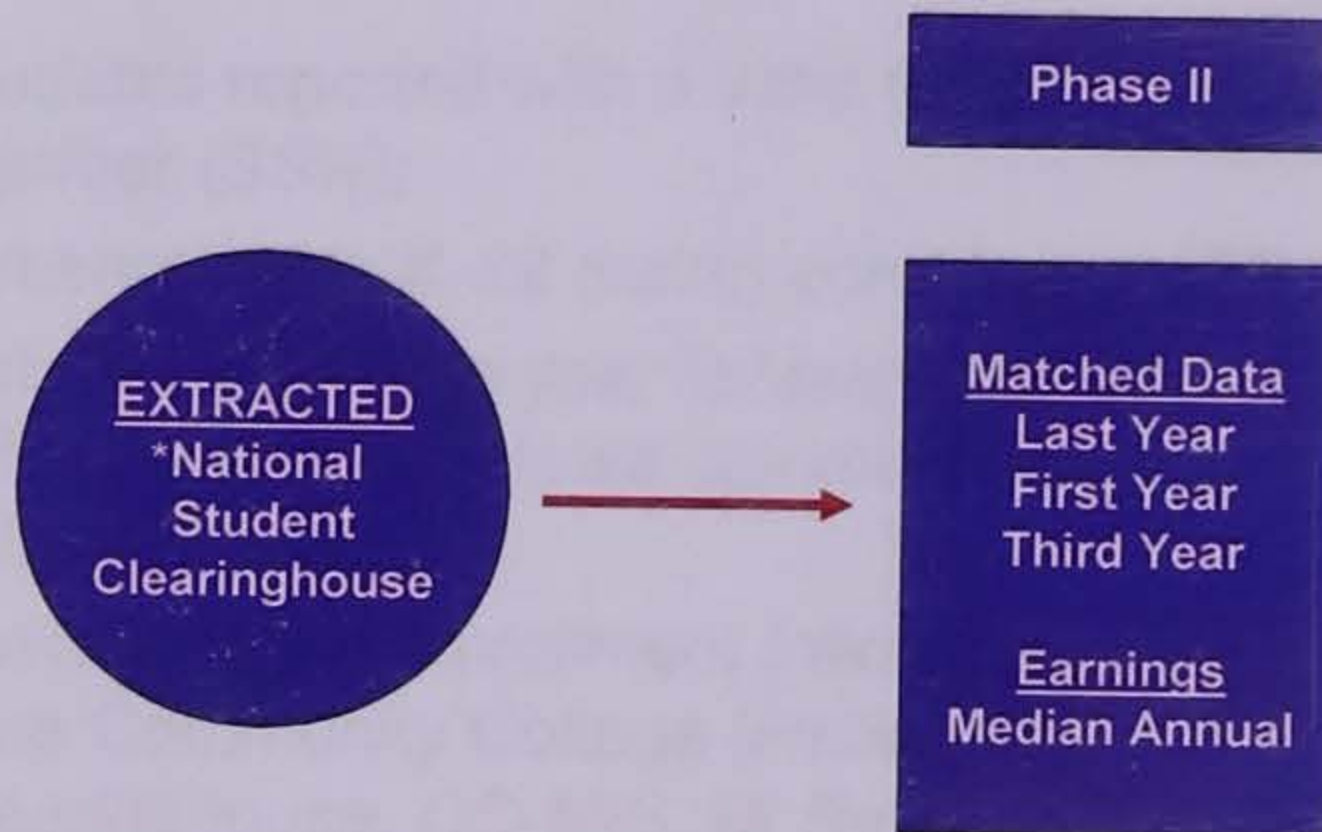 Phase II
EXTRACTED
*National
Student
Clearinghouse
Matched Data
Last Year
First Year
Third Year
Earnings
Median Annual